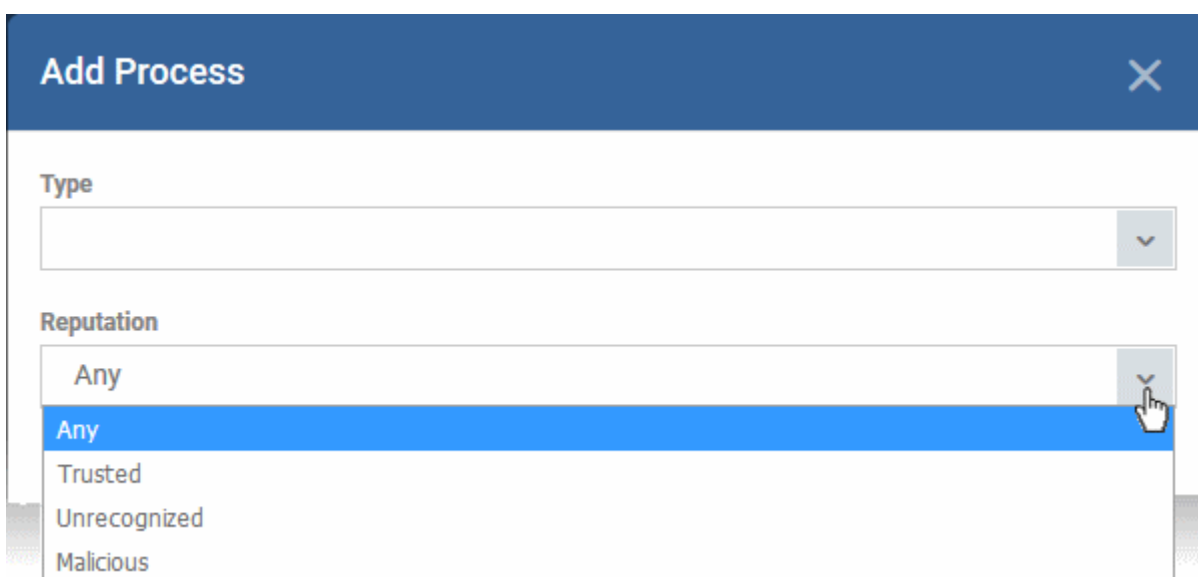 Add Process
Type
Reputation
Any
Any
Trusted
Unrecognized
Malicious